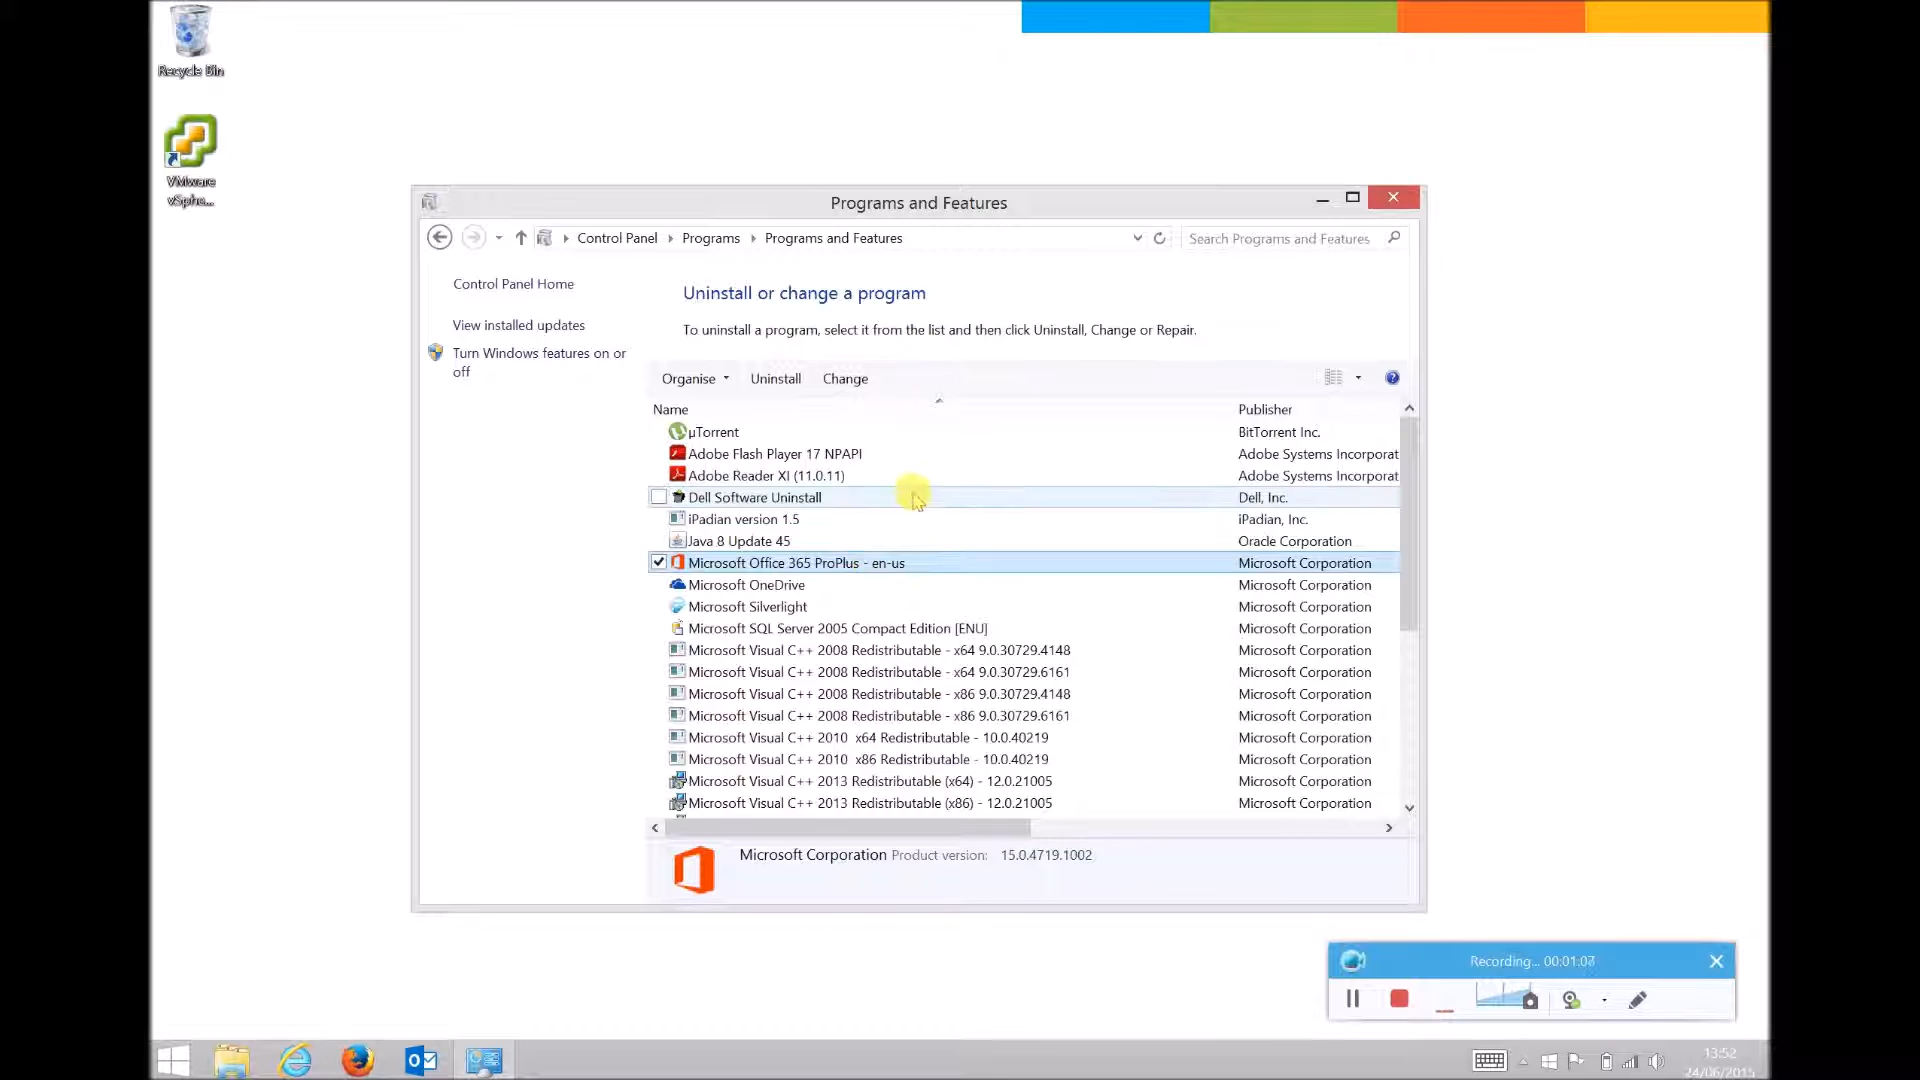 Recycle Bin
VMware
vSphe...
Programs and Features
Control Panel
Programs
Programs and Features
Search Programs and Features
Control Panel Home
View installed updates
Turn Windows features on or
off
Uninstall or change a program
To uninstall a program, select it from the list and then click Uninstall, Change or Repair.
Organise
Uninstall
Change
Name
Publisher
µTorrent
BitTorrent Inc.
Adobe Flash Player 17 NPAPI
Adobe Systems Incorporat
Adobe Reader XI (11.0.11)
Adobe Systems Incorporat
Dell Software Uninstall
Dell, Inc.
iPadian version 1.5
iPadian, Inc.
Java 8 Update 45
Oracle Corporation
Microsoft Office 365 ProPlus - en-us
Microsoft Corporation
Microsoft OneDrive
Microsoft Corporation
Microsoft Silverlight
Microsoft Corporation
Microsoft SQL Server 2005 Compact Edition [ENU]
Microsoft Corporation
Microsoft Visual C++ 2008 Redistributable - x64 9.0.30729.4148
Microsoft Corporation
Microsoft Visual C++ 2008 Redistributable - x64 9.0.30729.6161
Microsoft Corporation
Microsoft Visual C++ 2008 Redistributable - x86 9.0.30729.4148
Microsoft Corporation
Microsoft Visual C++ 2008 Redistributable - x86 9.0.30729.6161
Microsoft Corporation
Microsoft Visual C++ 2010 x64 Redistributable - 10.0.40219
Microsoft Corporation
Microsoft Visual C++ 2010 x86 Redistributable - 10.0.40219
Microsoft Corporation
Microsoft Visual C++ 2013 Redistributable (x64) - 12.0.21005
Microsoft Corporation
Microsoft Visual C++ 2013 Redistributable (x86) - 12.0.21005
Microsoft Corporation
Microsoft Corporation Product version: 15.0.4719.1002
Recording...
13:52
24/06/2015